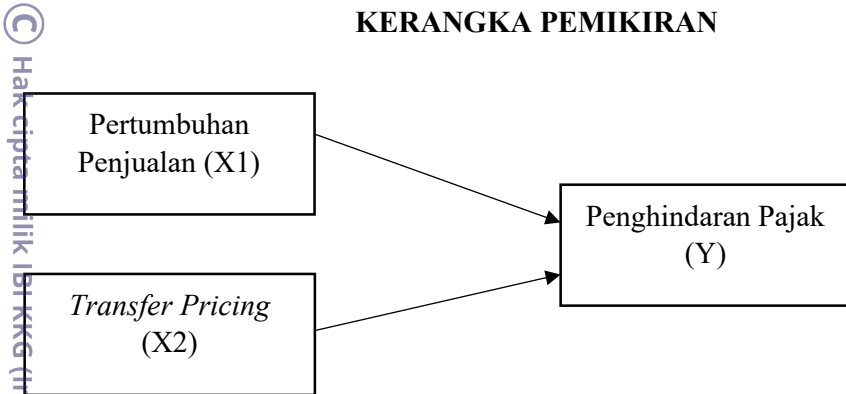 KERANGKA PEMIKIRAN
Pertumbuhan
Penjualan (X1)
Penghindaran Pajak
(Y)
Transfer Pricing
(X2)
© Hak cipta milik IBI KKG